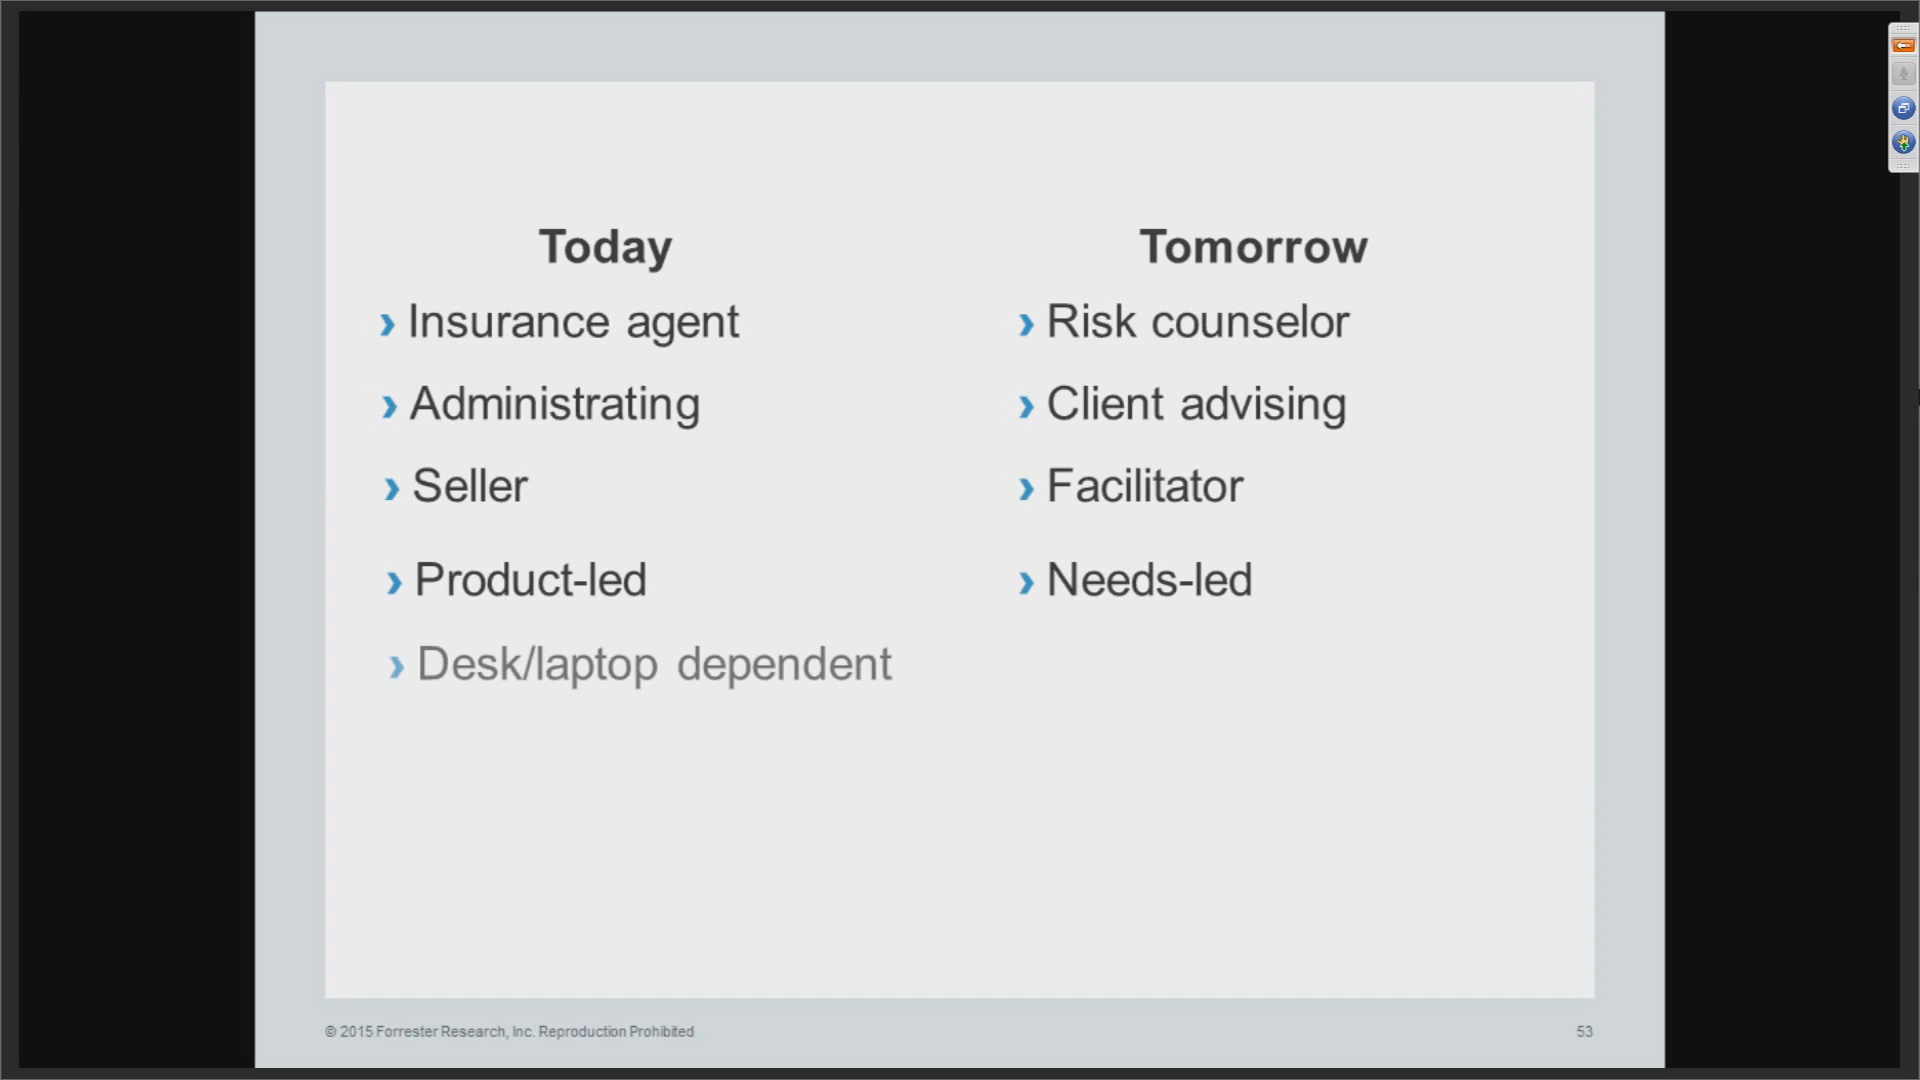 Today
Tomorrow
› Insurance agent
› Risk counselor
› Administrating
› Client advising
› Seller
› Facilitator
› Product-led
› Needs-led
› Desk/laptop dependent
© 2015 Forrester Research, Inc. Reproduction Prohibited
53